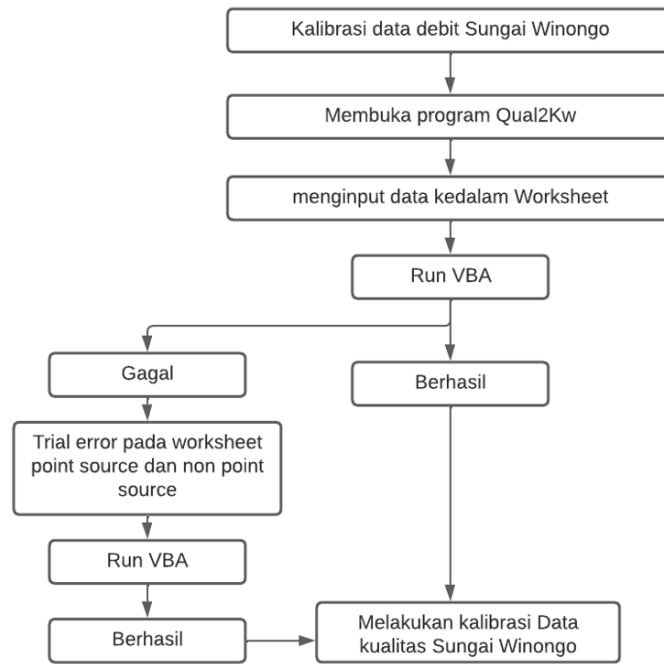 Kalibrasi data debit Sungai Winongo
Membuka program Qual2Kw
menginput data kedalam Worksheet
Run VBA
Gagal
Berhasil
Trial error pada worksheet
point source dan non point
source
Run VBA
Berhasil
Melakukan kalibrasi Data
kualitas Sungai Winongo